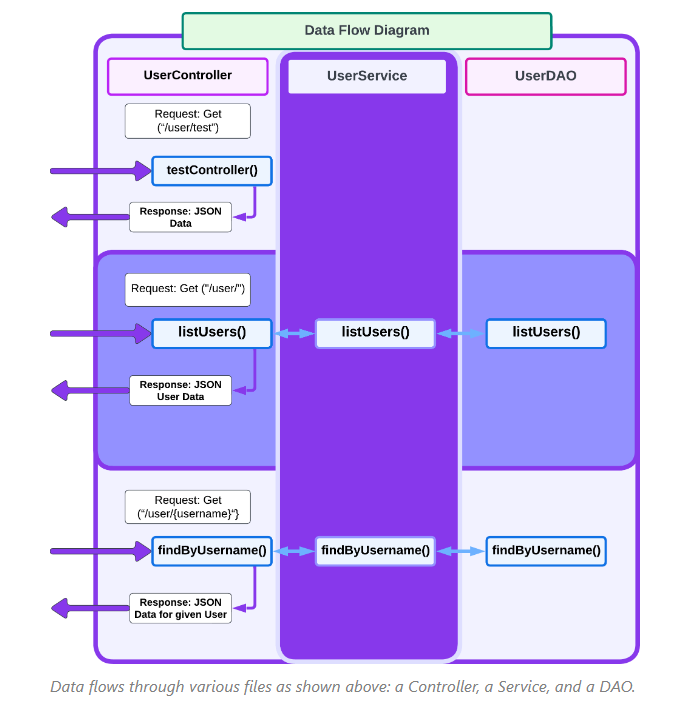 Data Flow Diagram
UserController
UserService
UserDAO
Request: Get
(“/user/test”)
testController()
Response: JSON
Data
Request: Get ("/user/")
listUsers()
listUsers()
listUsers()
Response: JSON
User Data
Request: Get
(“/user/{username}“}
findByUsername()
findByUsername()
findByUsername()
Response: JSON
Data for given User
Data flows through various files as shown above: a Controller, a Service, and a DAO.